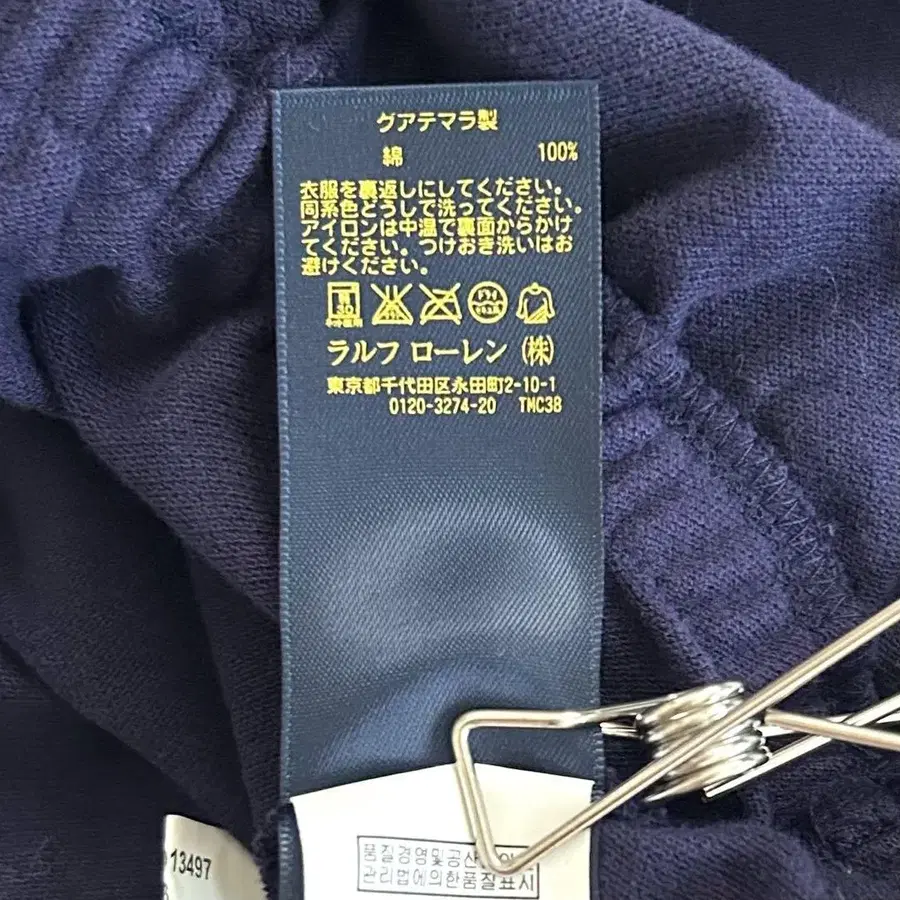 グアテマラ製
綿 100%
衣服を裏返しにしてください。
同系色どうしで洗ってください。
アイロンは中温で裏面からかけ
てください。つけおき洗いはお
避けください。
30
ドライ
ラルフ ローレン (株)
東京都千代田区永田町2-10-1
0120-3274-20 TMC38
품질경영및공산
관리법에의한품질표시
13497